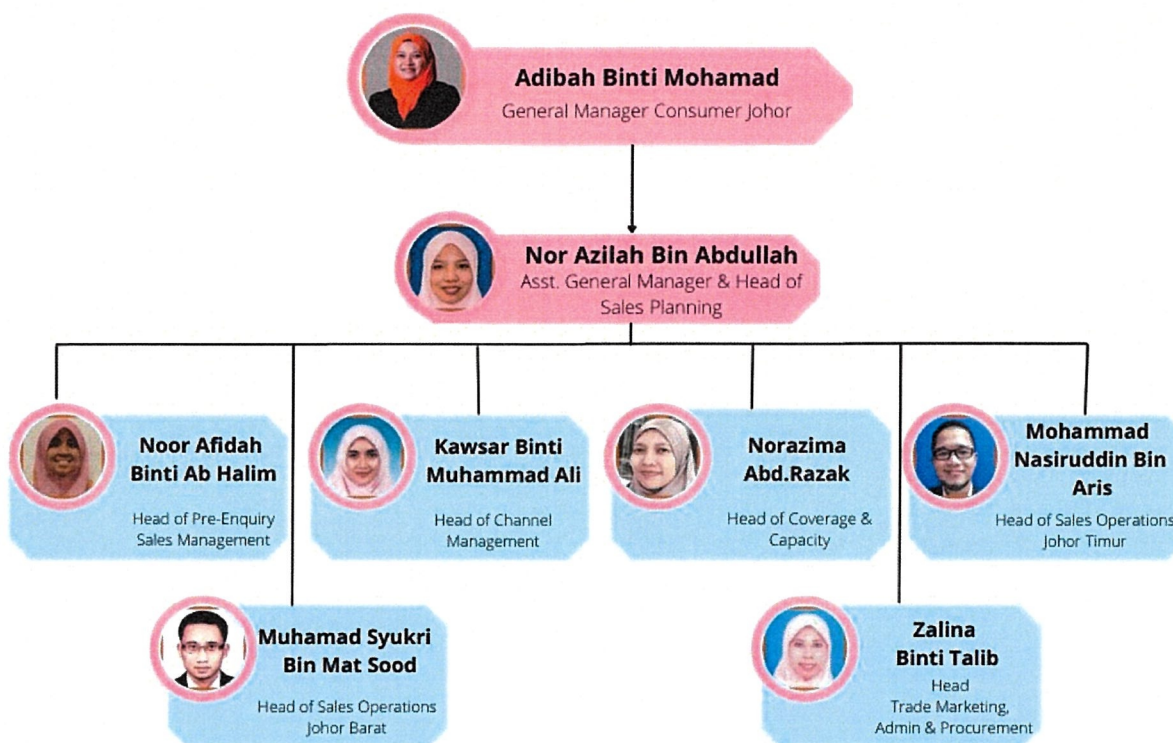 Adibah Binti Mohamad
General Manager Consumer Johor
Nor Azilah Bin Abdullah
Asst. General Manager & Head of
Sales Planning
Noor Afidah
Binti Ab Halim
Head of Pre-Enquiry
Sales Management
Kawsar Binti
Muhammad Ali
Head of Channel
Management
Norazima
Abd.Razak
Head of Coverage &
Capacity
Mohammad
Nasiruddin Bin
Aris
Head of Sales Operations
Johor Timur
Muhamad Syukri
Bin Mat Sood
Head of Sales Operations
Johor Barat
Zalina
Binti Talib
Head
Trade Marketing,
Admin & Procurement